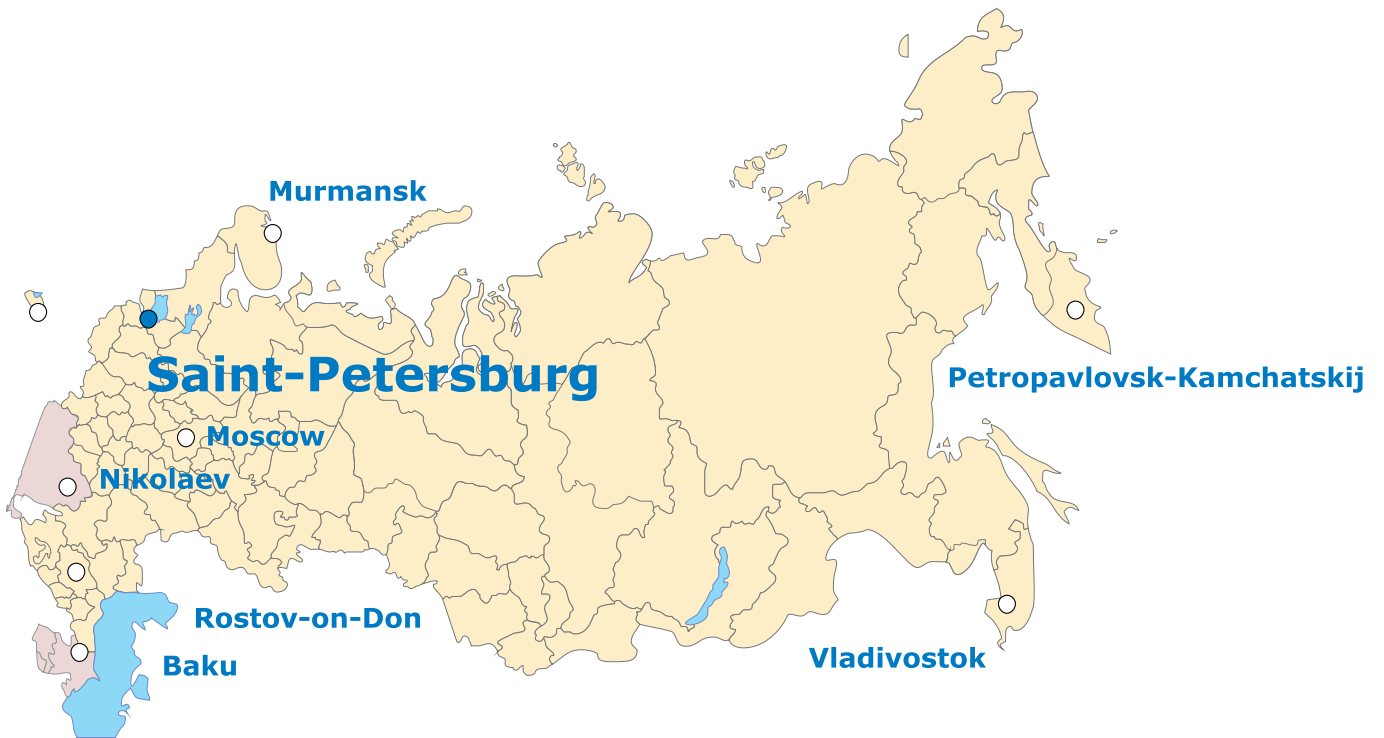 Murmansk
Saint-Petersburg
Petropavlovsk-Kamchatskij
Moscow
Nikolaev
Rostov-on-Don
Vladivostok
Baku